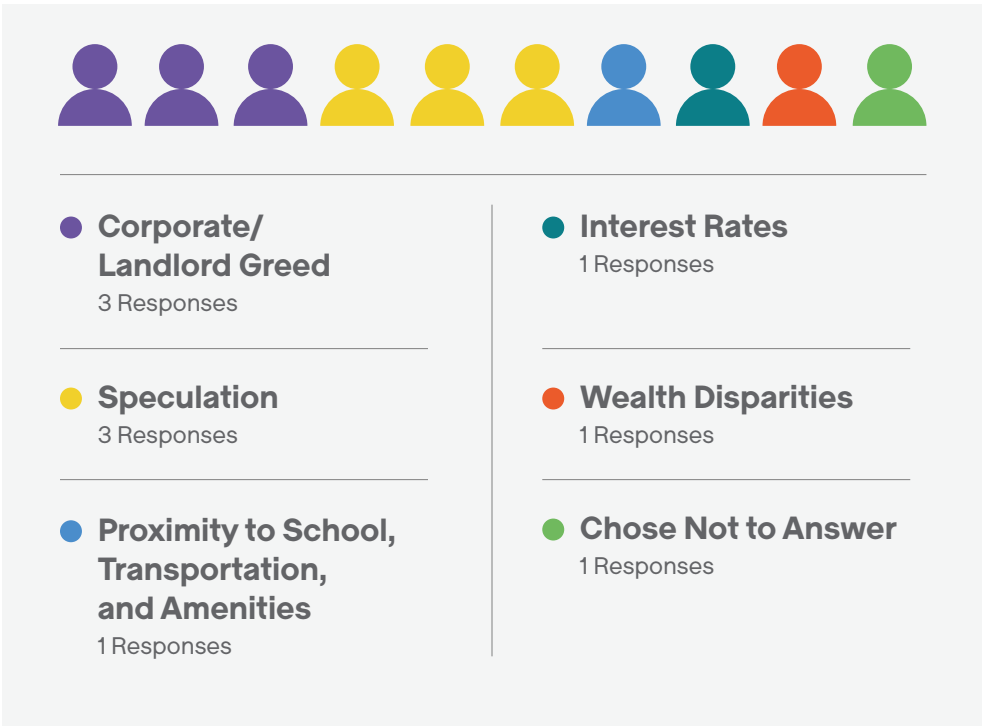 Corporate/
Landlord Greed
3 Responses
Speculation
3 Responses
Proximity to School,
Transportation,
and Amenities
1 Responses
Interest Rates
1 Responses
Wealth Disparities
1 Responses
Chose Not to Answer
1 Responses